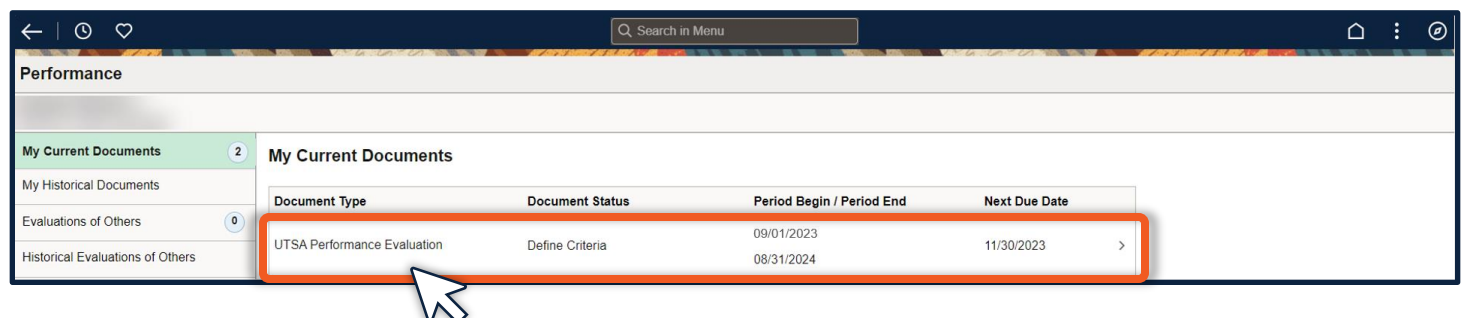 Search in Menu
Performance
My Current Documents 2
My Historical Documents
Evaluations of Others 0
Historical Evaluations of Others
My Current Documents
Document Type Document Status Period Begin / Period End Next Due Date
UTSA Performance Evaluation Define Criteria 09/01/2023 11/30/2023
08/31/2024